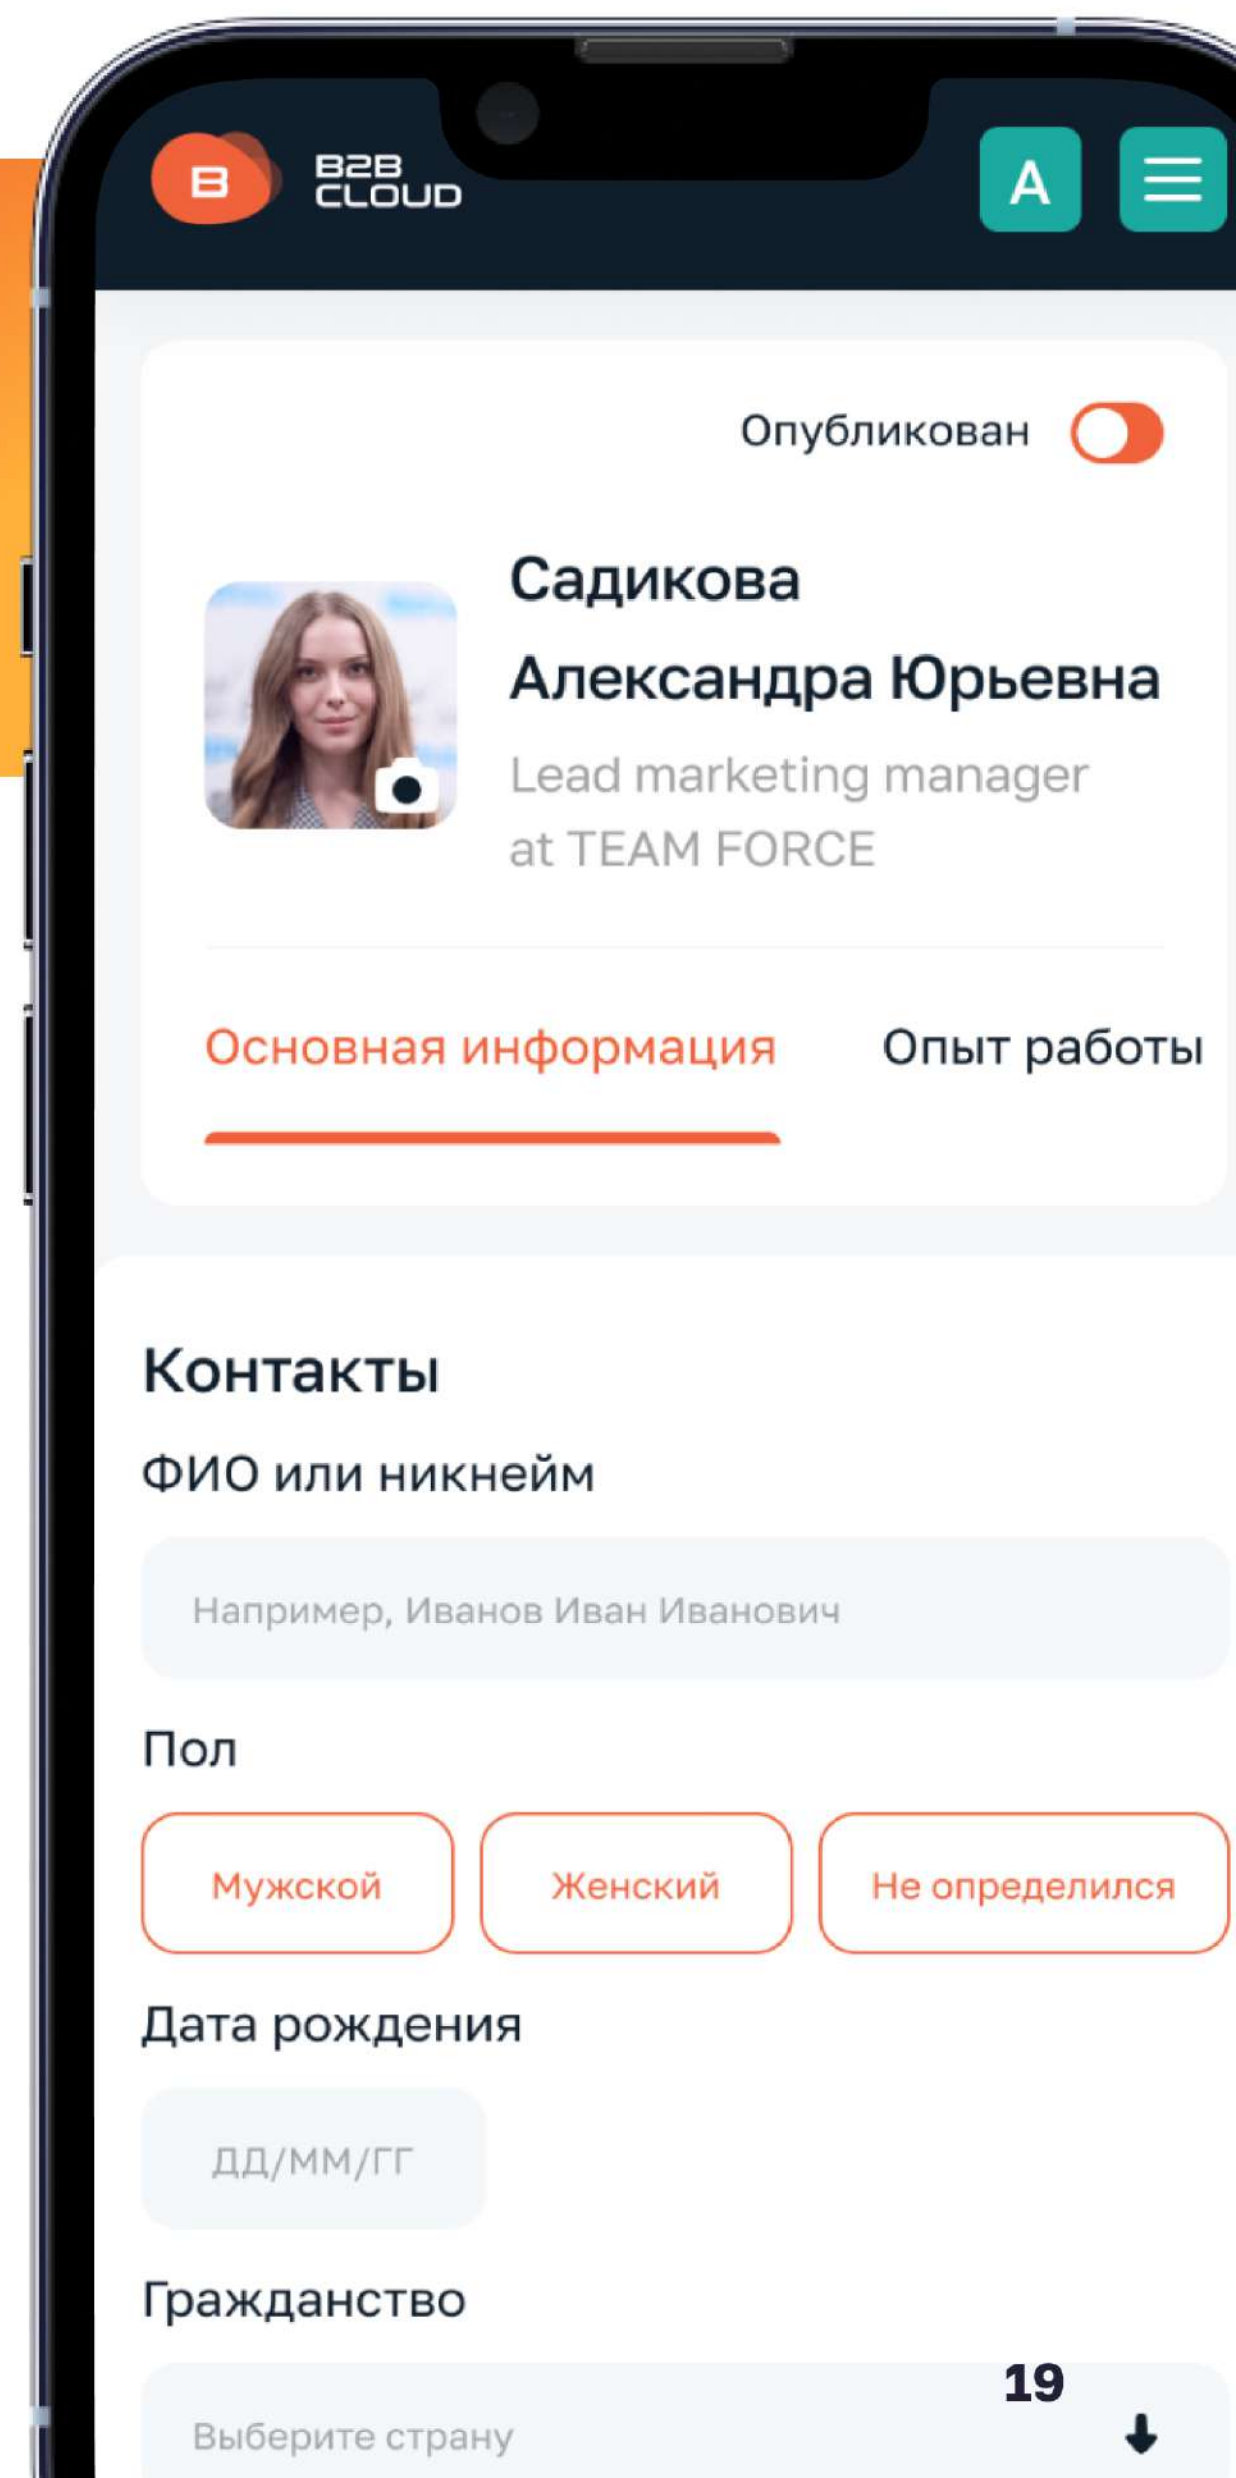 B
B2B
CLOUD
A
Опубликован
Садикова
Александра Юрьевна
Lead marketing manager
at TEAM FORCE
Основная информация
Опыт работы
Контакты
ФИО или никнейм
Например, Иванов Иван Иванович
Пол
Мужской
Женский
Не определился
Дата рождения
ДД/ММ/ГГ
Гражданство
19
Выберите страну